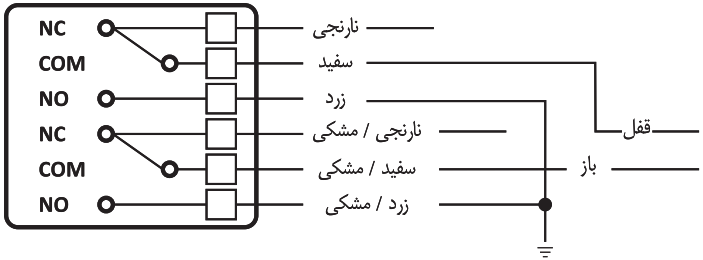 NC نارنجی
COM سفید
NO زرد
قفل
NC نارنجی / مشکی
COM سفید / مشکی باز
NO زرد / مشکی